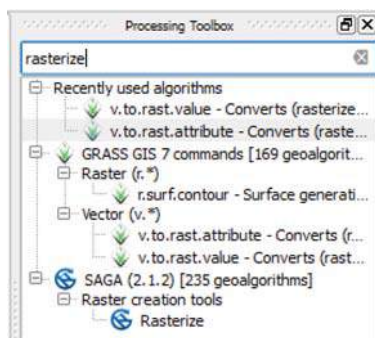 Processing Toolbox
rasterize
Recently used algorithms
v.to.rast.value - Converts (rasterize...
v.to.rast.attribute - Converts (raste...
GRASS GIS 7 commands [169 geoalgorit...
Raster (r.*)
r.surf.contour - Surface generati...
Vector (v.*)
v.to.rast.attribute - Converts (r...
v.to.rast.value - Converts (rast...
SAGA (2.1.2) [235 geoalgorithms]
Raster creation tools
Rasterize